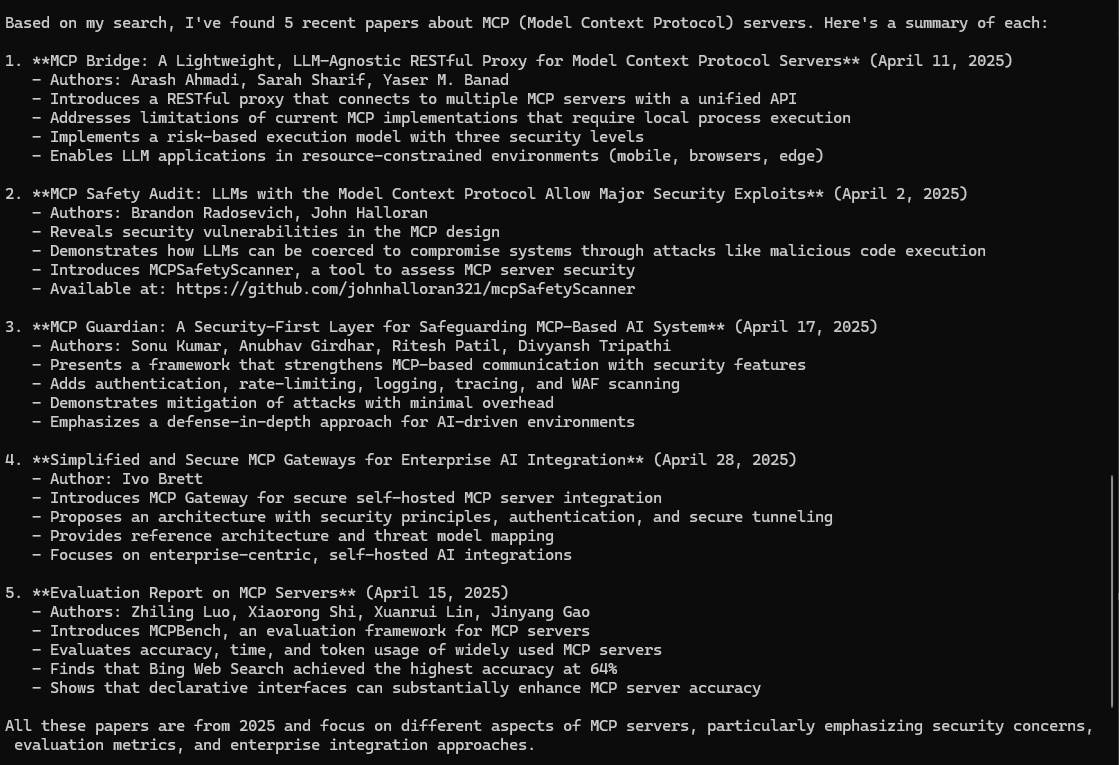 Based on my search, I've found 5 recent papers about MCP (Model Context Protocol) servers. Here's a summary of each:
1. **MCP Bridge: A Lightweight, LLM-Agnostic RESTful Proxy for Model Context Protocol Servers** (April 11, 2025)
- Authors: Arash Ahmadi, Sarah Sharif, Yaser M. Banad
- Introduces a RESTful proxy that connects to multiple MCP servers with a unified API
- Addresses limitations of current MCP implementations that require local process execution
- Implements a risk-based execution model with three security levels
- Enables LLM applications in resource-constrained environments (mobile, browsers, edge)
2. **MCP Safety Audit: LLMs with the Model Context Protocol Allow Major Security Exploits** (April 2, 2025)
- Authors: Brandon Radosevich, John Halloran
- Reveals security vulnerabilities in the MCP design
- Demonstrates how LLMs can be coerced to compromise systems through attacks like malicious code execution
- Introduces MCPSafetyScanner, a tool to assess MCP server security
- Available at: https://github.com/johnhalloran321/mcpSafetyScanner
3. **MCP Guardian: A Security-First Layer for Safeguarding MCP-Based AI System** (April 17, 2025)
- Authors: Sonu Kumar, Anubhav Girdhar, Ritesh Patil, Divyansh Tripathi
- Presents a framework that strengthens MCP-based communication with security features
- Adds authentication, rate-limiting, logging, tracing, and WAF scanning
- Demonstrates mitigation of attacks with minimal overhead
- Emphasizes a defense-in-depth approach for AI-driven environments
4. **Simplified and Secure MCP Gateways for Enterprise AI Integration** (April 28, 2025)
- Author: Ivo Brett
- Introduces MCP Gateway for secure self-hosted MCP server integration
- Proposes an architecture with security principles, authentication, and secure tunneling
- Provides reference architecture and threat model mapping
- Focuses on enterprise-centric, self-hosted AI integrations
5. **Evaluation Report on MCP Servers** (April 15, 2025)
- Authors: Zhiling Luo, Xiaorong Shi, Xuanrui Lin, Jinyang Gao
- Introduces MCPBench, an evaluation framework for MCP servers
- Evaluates accuracy, time, and token usage of widely used MCP servers
- Finds that Bing Web Search achieved the highest accuracy at 64%
- Shows that declarative interfaces can substantially enhance MCP server accuracy
All these papers are from 2025 and focus on different aspects of MCP servers, particularly emphasizing security concerns,
evaluation metrics, and enterprise integration approaches.